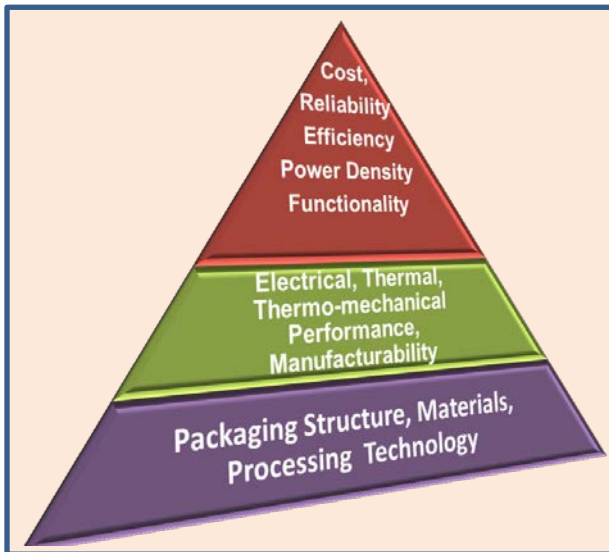 Cost,
Reliability
Efficiency
Power Density
Functionality
Electrical, Thermal,
Thermo-mechanical
Performance,
Manufacturability
Packaging Structure, Materials,
Processing Technology